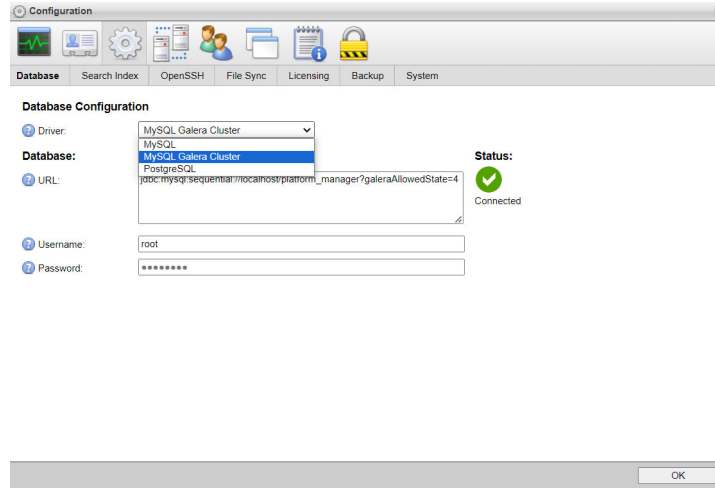 Configuration
Database Search Index OpenSSH File Sync Licensing Backup System
Database Configuration
Driver: MySQL Galera Cluster
MySQL
MySQL Galera Cluster
PostgreSQL
Database: Status:
URL: jdbc:mysql:sequential://localhost/platform_manager?galeraAllowedState=4
Connected
Username: root
Password: ●●●●●●●●
OK